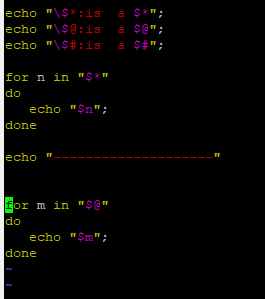 echo "\$*:is  a $*";
echo "\$@:is  a $@";
echo "\$#:is  a $#";
for n in "$*"
do
   echo "$n";
done
echo "--------------------"
for m in "$@"
do
   echo "$m";
done
~
~